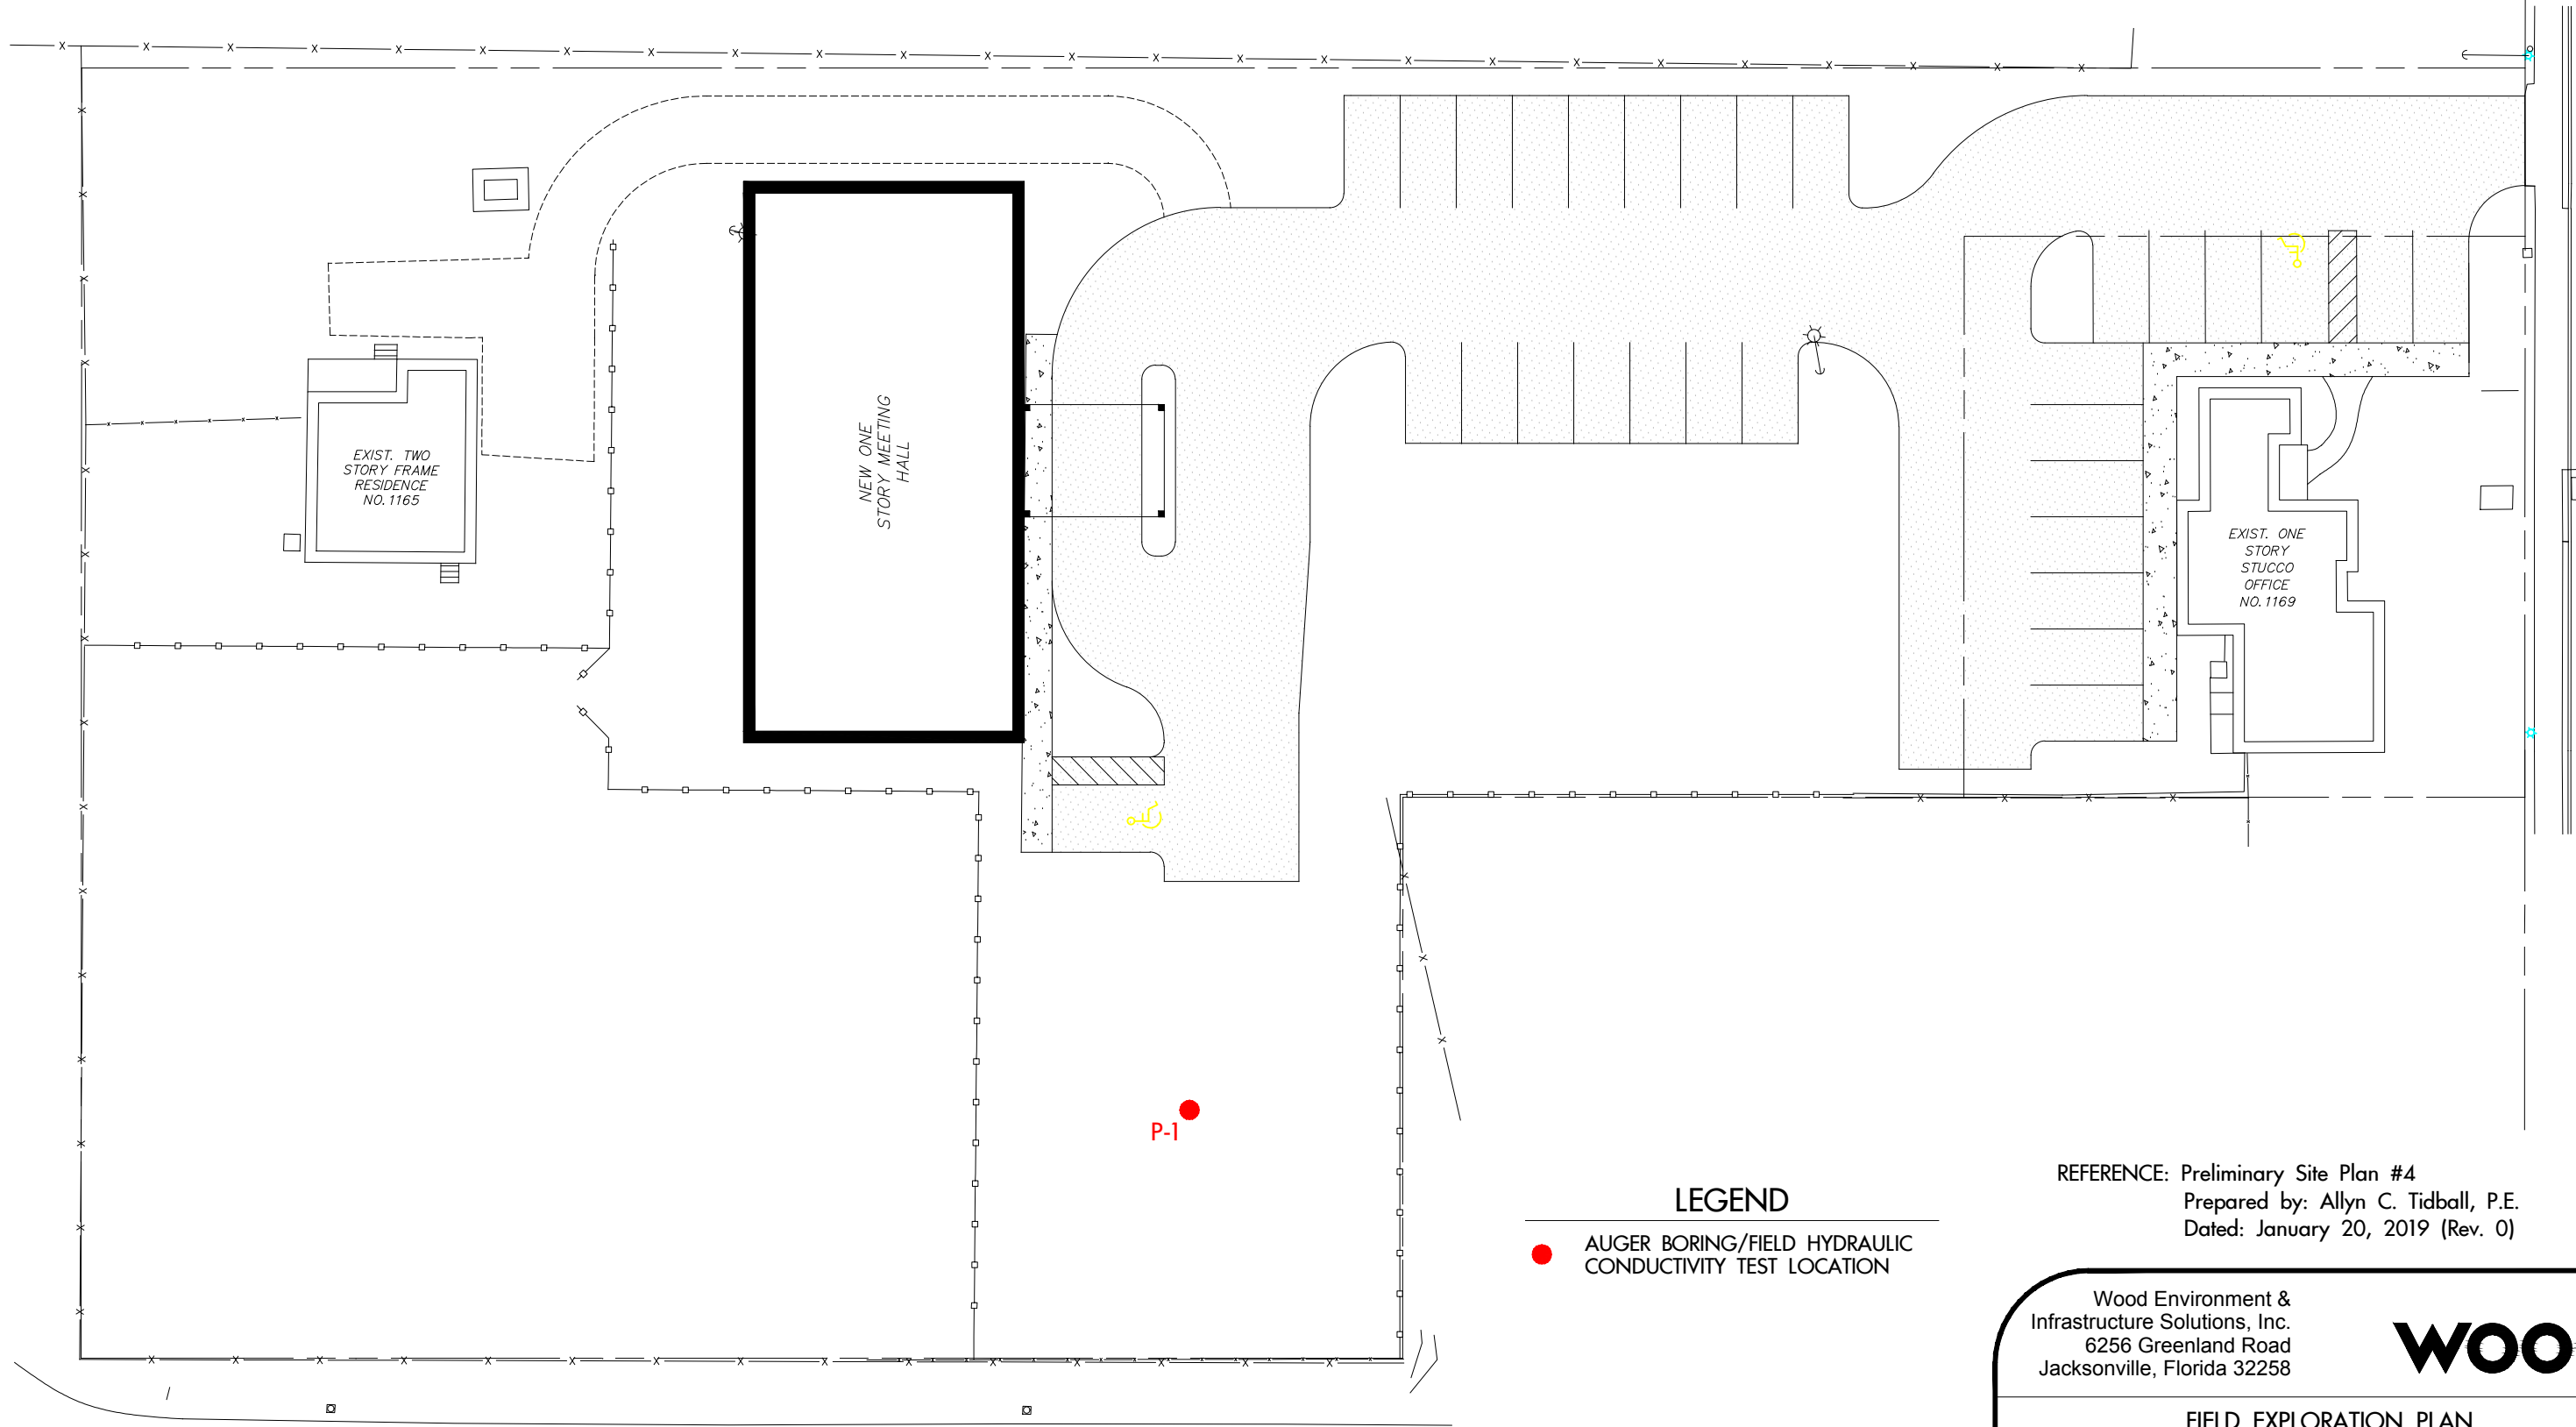 EXIST. TWO
STORY FRAME
RESIDENCE
NO. 1165
NEW ONE
STORY MEETING
HALL
EXIST. ONE
STORY
STUCCO
OFFICE
NO. 1169
P-1
LEGEND
AUGER BORING/FIELD HYDRAULIC
CONDUCTIVITY TEST LOCATION
REFERENCE: Preliminary Site Plan #4
Prepared by: Allyn C. Tidball, P.E.
Dated: January 20, 2019 (Rev. 0)
Wood Environment &
Infrastructure Solutions, Inc.
6256 Greenland Road
Jacksonville, Florida 32258
WOO
FIELD EXPLORATION PLAN